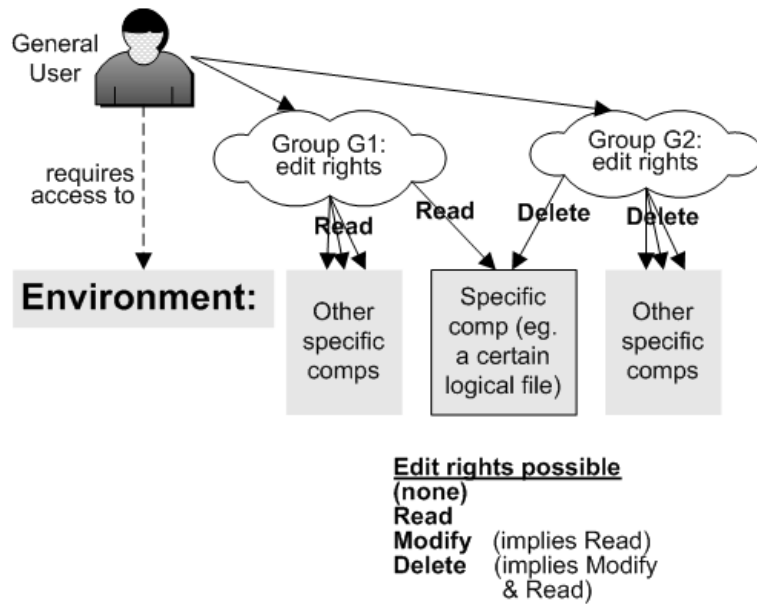 General
User
requires
access to
Group G1:
edit rights
Group G2:
edit rights
Read
Read
Delete
Delete
Environment:
Other
specific
comps
Specific
comp (eg.
a certain
logical file)
Other
specific
comps
Edit rights possible
(none)
Read
Modify (implies Read)
Delete (implies Modify
& Read)